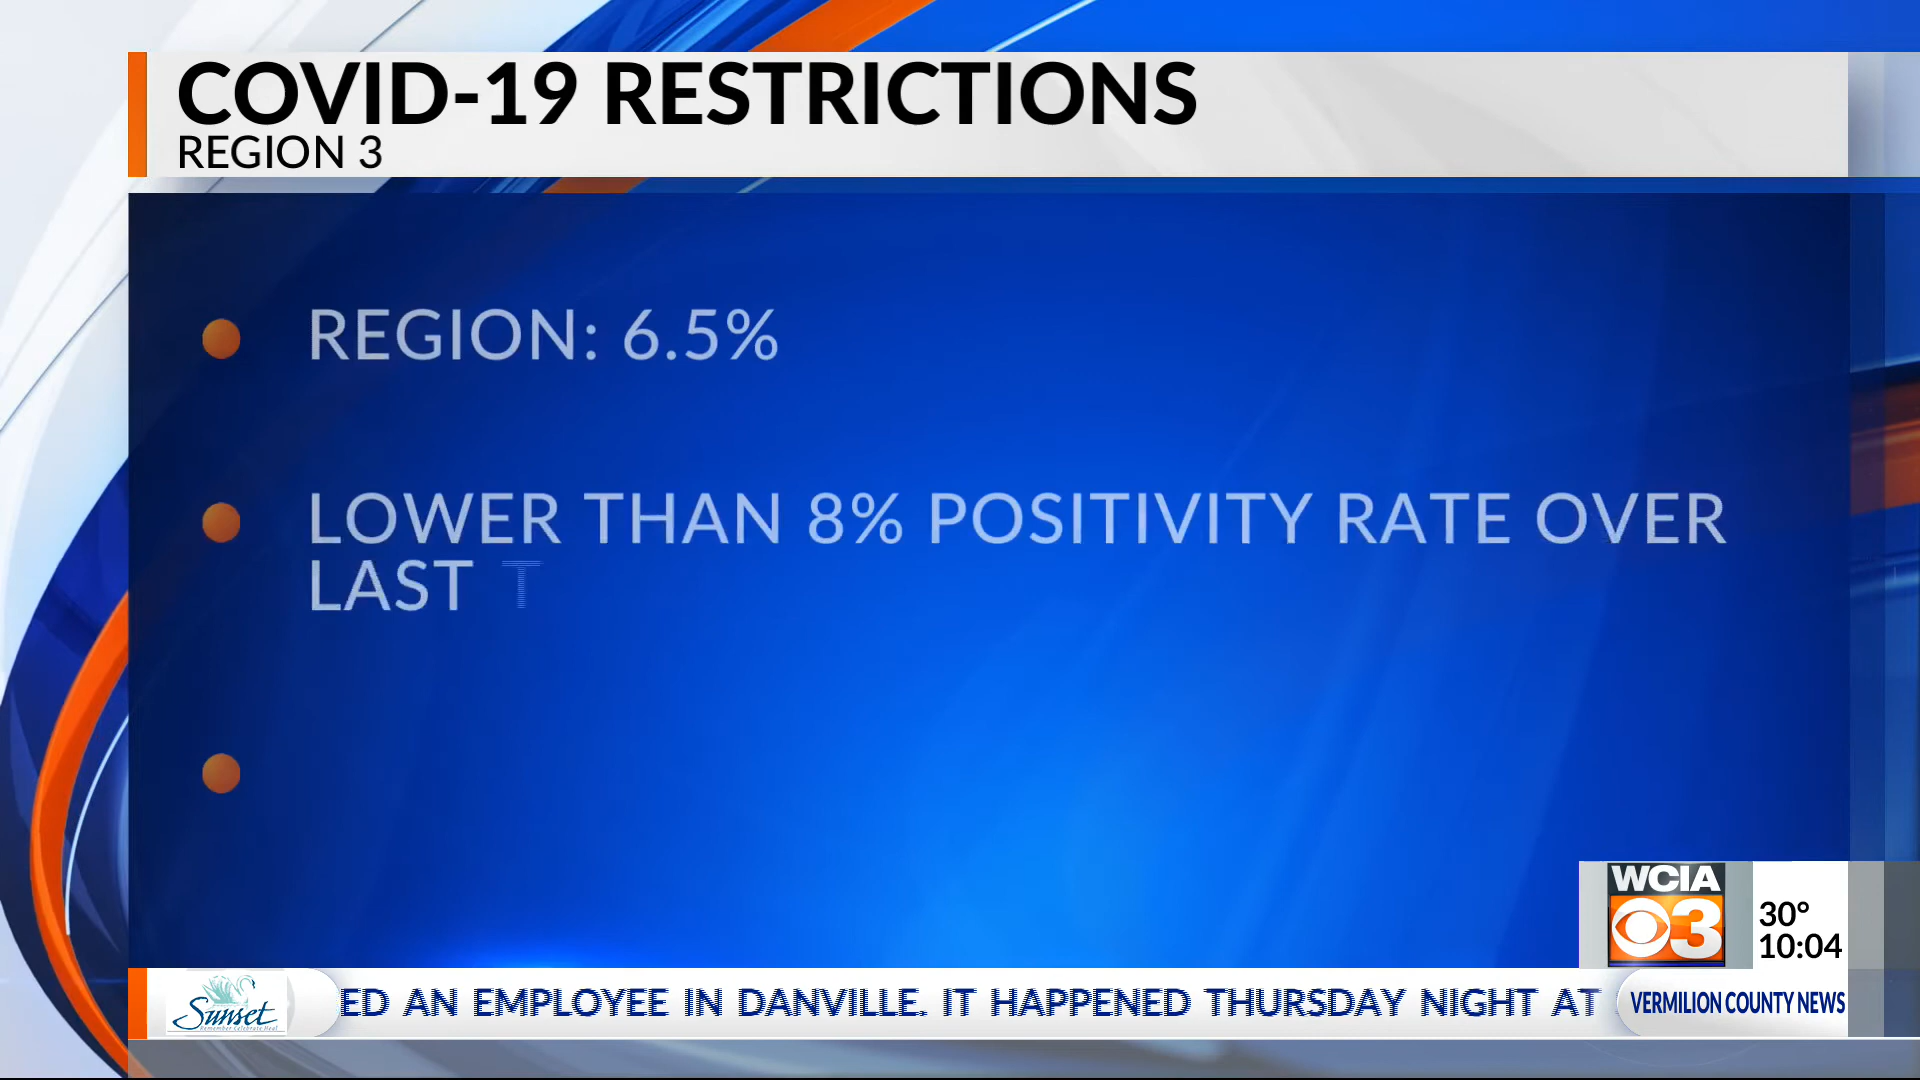 COVID-19 RESTRICTIONS
REGION 3
REGION: 6.5%
LOWER THAN 8% POSITIVITY RATE OVER
LAST T
WCIA
3
30°
10:04
Sunset
ED AN EMPLOYEE IN DANVILLE. IT HAPPENED THURSDAY NIGHT AT
VERMILION COUNTY NEWS